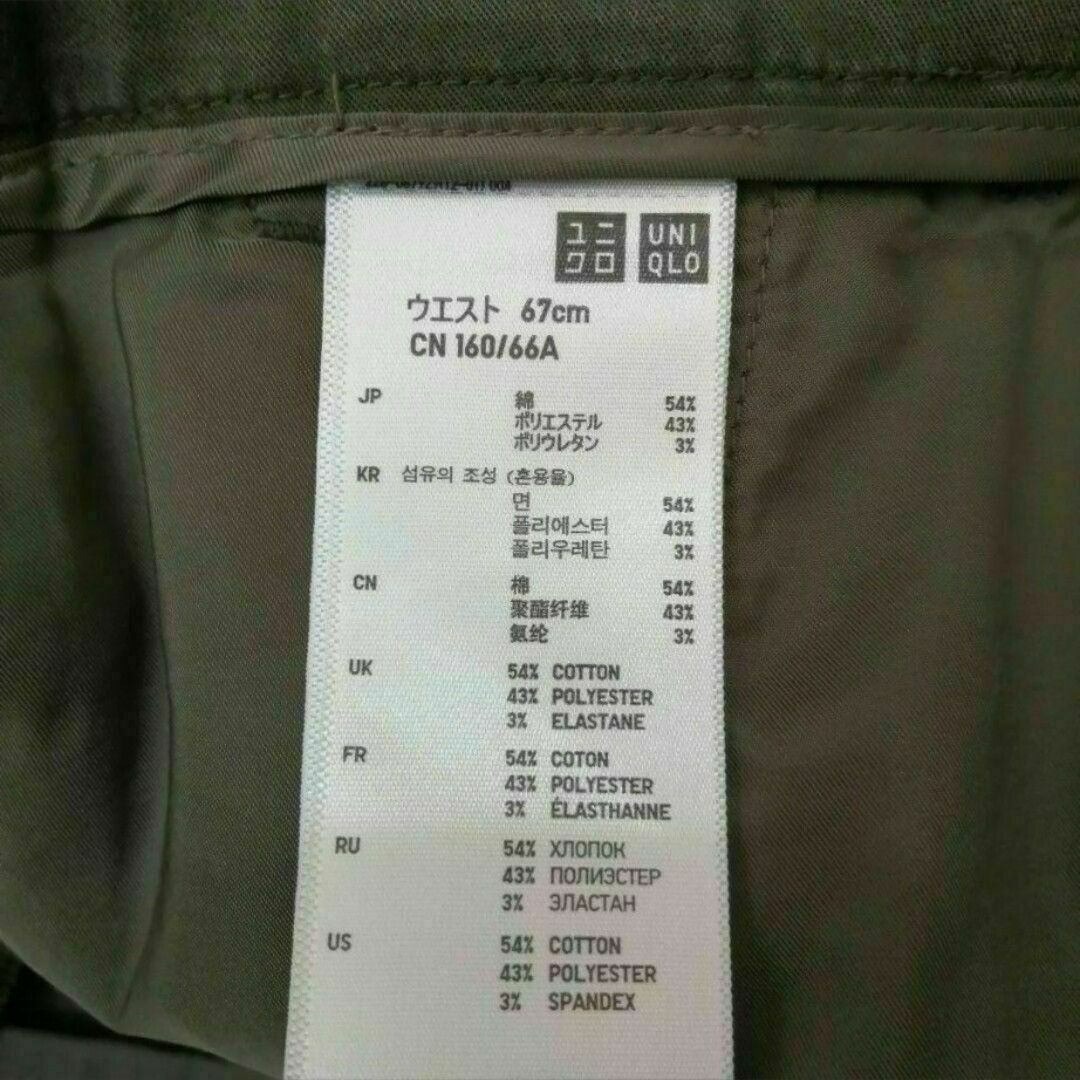 ユニ
クロ
UNI
QLO
ウエスト 67cm
CN 160/66A
JP 綿 54%
ポリエステル 43%
ポリウレタン 3%
KR 섬유의 조성 (혼용율)
면 54%
폴리에스터 43%
폴리우레탄 3%
CN 棉 54%
聚酯纤维 43%
氨纶 3%
UK 54% COTTON
43% POLYESTER
3% ELASTANE
FR 54% COTON
43% POLYESTER
3% ÉLASTHANNE
RU 54% ХЛОПОК
43% ПОЛИЭСТЕР
3% ЭЛАСТАН
US 54% COTTON
43% POLYESTER
3% SPANDEX